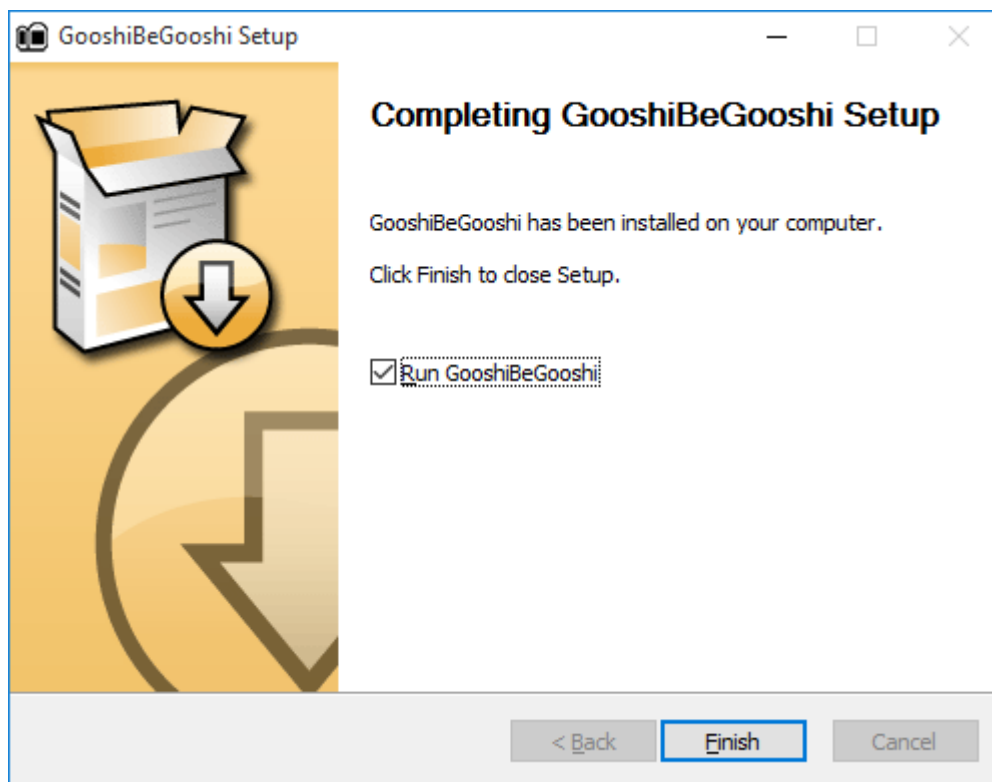 GooshiBeGooshi Setup
Completing GooshiBeGooshi Setup
GooshiBeGooshi has been installed on your computer.
Click Finish to close Setup.
Run GooshiBeGooshi
< Back Finish Cancel